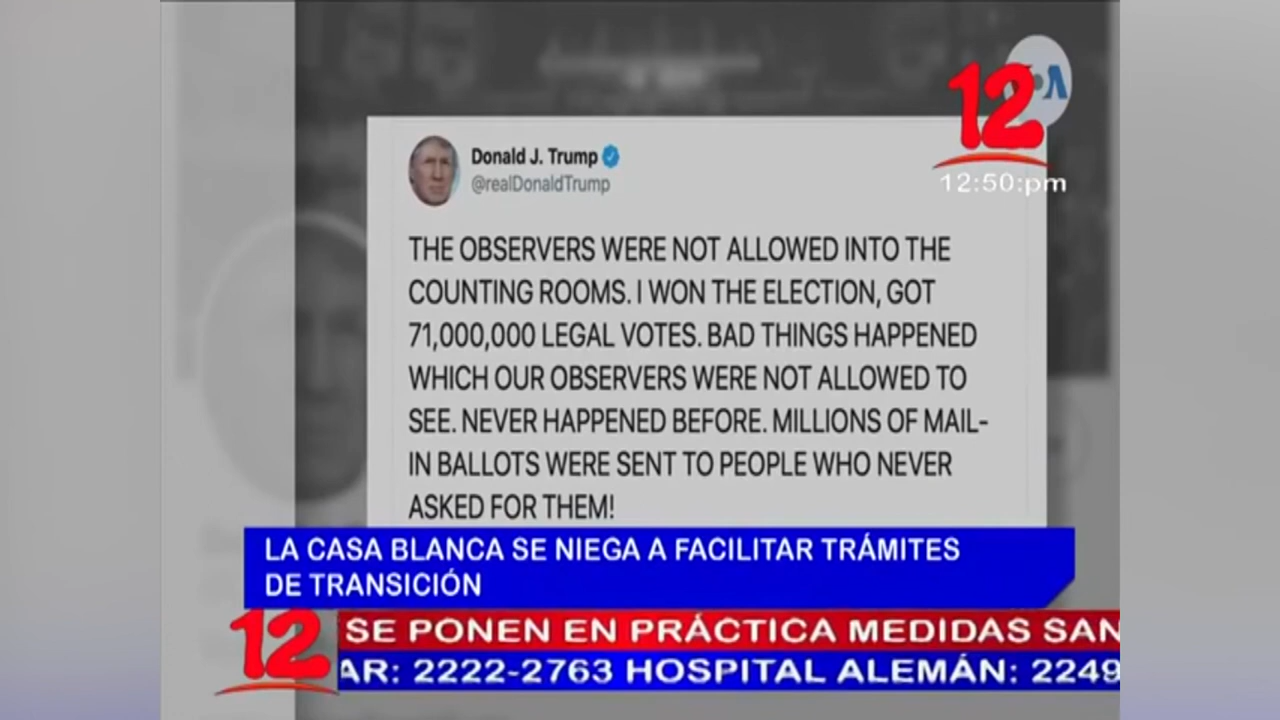 12
VOA
12:50:pm
Donald J. Trump
@realDonaldTrump
THE OBSERVERS WERE NOT ALLOWED INTO THE
COUNTING ROOMS. I WON THE ELECTION, GOT
71,000,000 LEGAL VOTES. BAD THINGS HAPPENED
WHICH OUR OBSERVERS WERE NOT ALLOWED TO
SEE. NEVER HAPPENED BEFORE. MILLIONS OF MAIL-
IN BALLOTS WERE SENT TO PEOPLE WHO NEVER
ASKED FOR THEM!
LA CASA BLANCA SE NIEGA A FACILITAR TRÁMITES
DE TRANSICIÓN
12
SE PONEN EN PRÁCTICA MEDIDAS SAN
AR: 2222-2763 HOSPITAL ALEMÁN: 2249